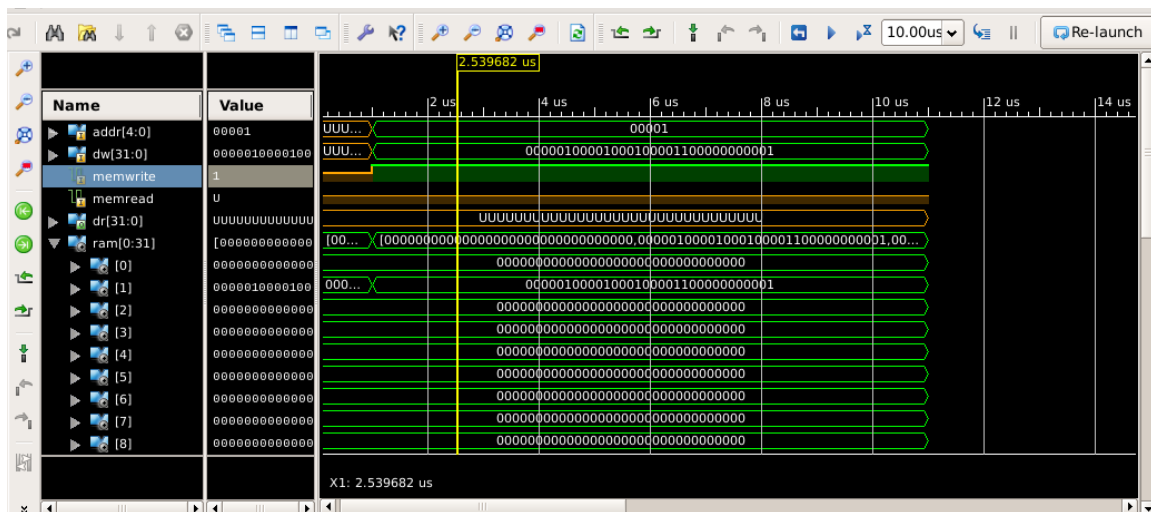 10.00us
Re-launch
2.539682 us
Name Value 2 us 4 us 6 us 8 us 10 us 12 us 14 us
addr[4:0] 00001 UUU... 00001
dw[31:0] 0000010000100 UUU... 00000100001000100001100000000001
memwrite 1
memread U
dr[31:0] UUUUUUUUUUUUU UUUUUUUUUUUUUUUUUUUUUUUUUUUUUUUU
ram[0:31] [000000000000 [00... [00000000000000000000000000000000,00000100001000100001100000000001,00...
[0] 0000000000000 00000000000000000000000000000000
[1] 0000010000100 000... 00000100001000100001100000000001
[2] 0000000000000 00000000000000000000000000000000
[3] 0000000000000 00000000000000000000000000000000
[4] 0000000000000 00000000000000000000000000000000
[5] 0000000000000 00000000000000000000000000000000
[6] 0000000000000 00000000000000000000000000000000
[7] 0000000000000 00000000000000000000000000000000
[8] 0000000000000 00000000000000000000000000000000
X1: 2.539682 us